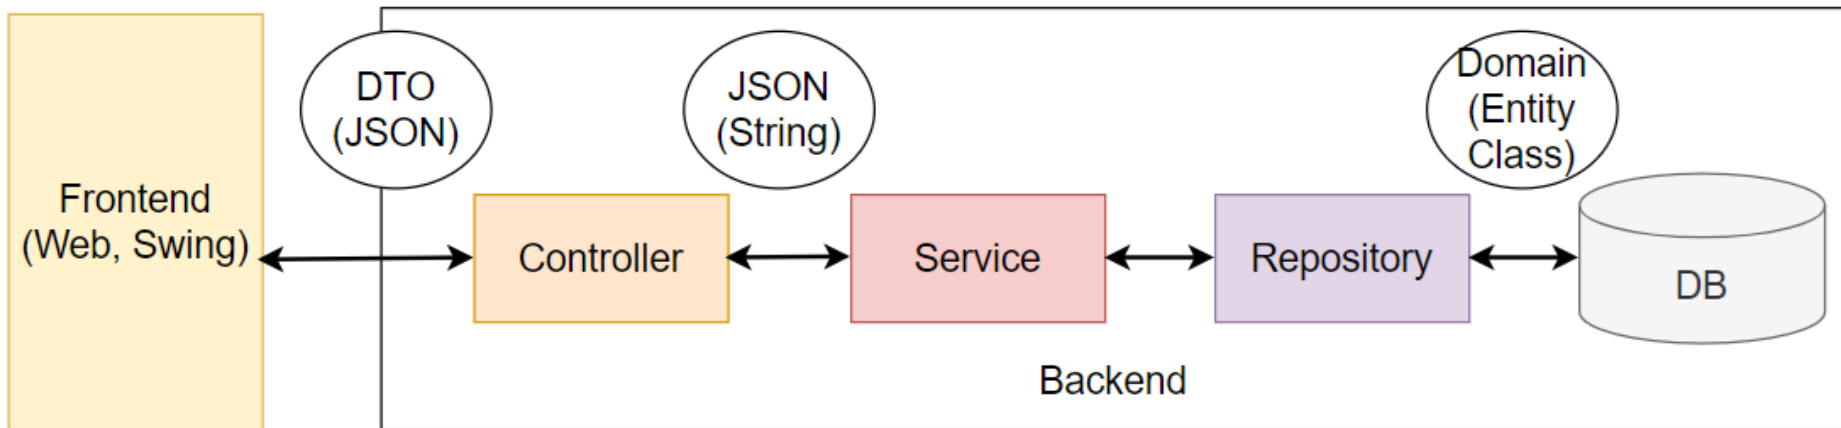 DTO
(JSON)
JSON
(String)
Domain
(Entity
Class)
Frontend
(Web, Swing)
Controller
Service
Repository
DB
Backend